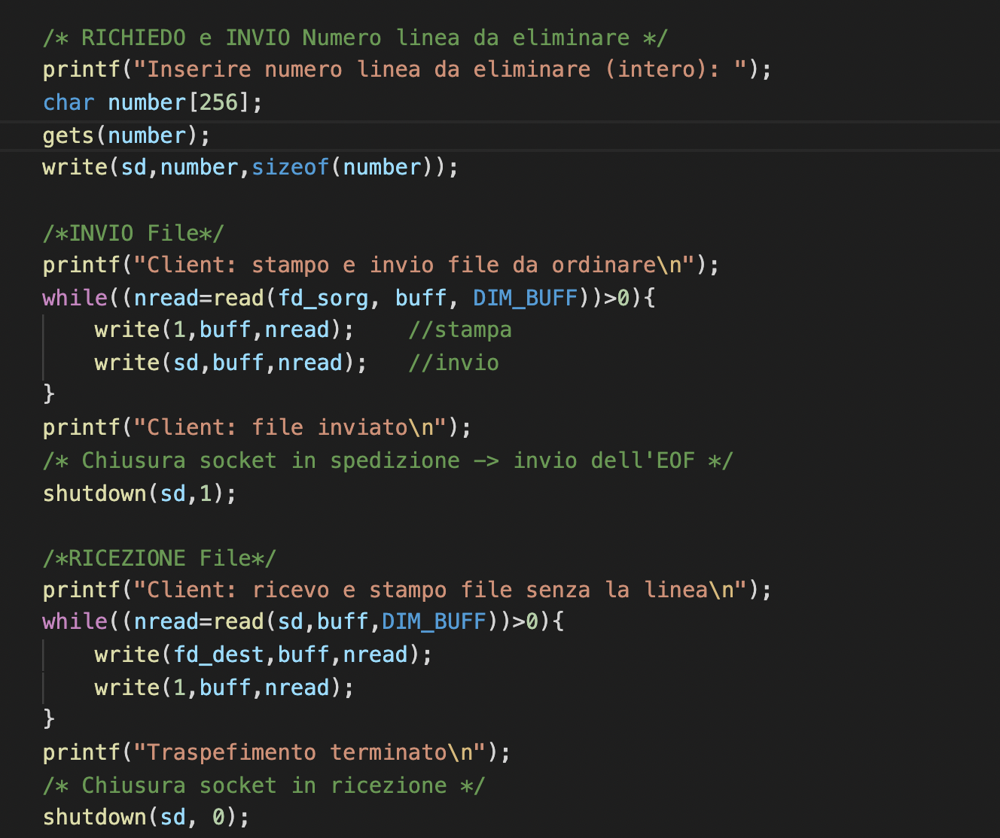 /* RICHIEDO e INVIO Numero linea da eliminare */
printf("Inserire numero linea da eliminare (intero): ");
char number[256];
gets(number);
write(sd,number,sizeof(number));
/*INVIO File*/
printf("Client: stampo e invio file da ordinare\n");
while((nread=read(fd_sorg, buff, DIM_BUFF))>0){
    write(1,buff,nread);    //stampa
    write(sd,buff,nread);   //invio
}
printf("Client: file inviato\n");
/* Chiusura socket in spedizione -> invio dell'EOF */
shutdown(sd,1);
/*RICEZIONE File*/
printf("Client: ricevo e stampo file senza la linea\n");
while((nread=read(sd,buff,DIM_BUFF))>0){
    write(fd_dest,buff,nread);
    write(1,buff,nread);
}
printf("Traspefimento terminato\n");
/* Chiusura socket in ricezione */
shutdown(sd, 0);